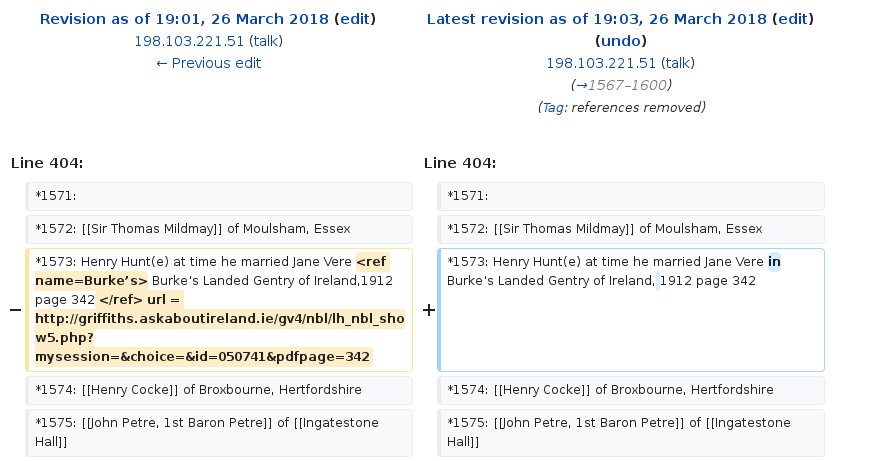 Revision as of 19:01, 26 March 2018 (edit)
198.103.221.51 (talk)
← Previous edit
Latest revision as of 19:03, 26 March 2018 (edit)
(undo)
198.103.221.51 (talk)
(→1567–1600)
(Tag: references removed)
Line 404:
*1571:
*1572: [[Sir Thomas Mildmay]] of Moulsham, Essex
− *1573: Henry Hunt(e) at time he married Jane Vere <ref
name=Burke’s> Burke's Landed Gentry of Ireland,1912
page 342 </ref> url =
http://griffiths.askaboutireland.ie/gv4/nbl/lh_nbl_sho
w5.php?
mysession=&choice=&id=050741&pdfpage=342
*1574: [[Henry Cocke]] of Broxbourne, Hertfordshire
*1575: [[John Petre, 1st Baron Petre]] of [[Ingatestone
Hall]]
Line 404:
*1571:
*1572: [[Sir Thomas Mildmay]] of Moulsham, Essex
+ *1573: Henry Hunt(e) at time he married Jane Vere in
Burke's Landed Gentry of Ireland, 1912 page 342
*1574: [[Henry Cocke]] of Broxbourne, Hertfordshire
*1575: [[John Petre, 1st Baron Petre]] of [[Ingatestone
Hall]]